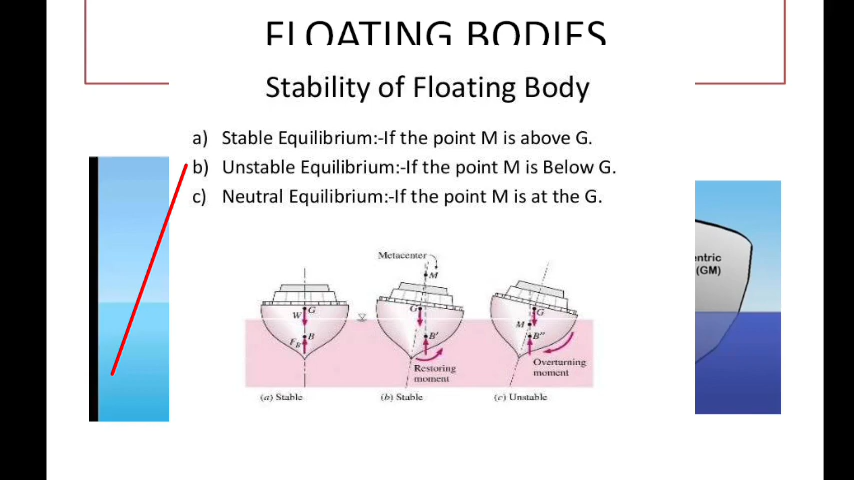 FLOATING BODIES
Stability of Floating Body
a) Stable Equilibrium:-If the point M is above G.
b) Unstable Equilibrium:-If the point M is Below G.
c) Neutral Equilibrium:-If the point M is at the G.
Metacenter
M
G
W
B
FB
G
B'
Restoring
moment
G
M
B"
Overturning
moment
(a) Stable
(b) Stable
(c) Unstable
entric
(GM)